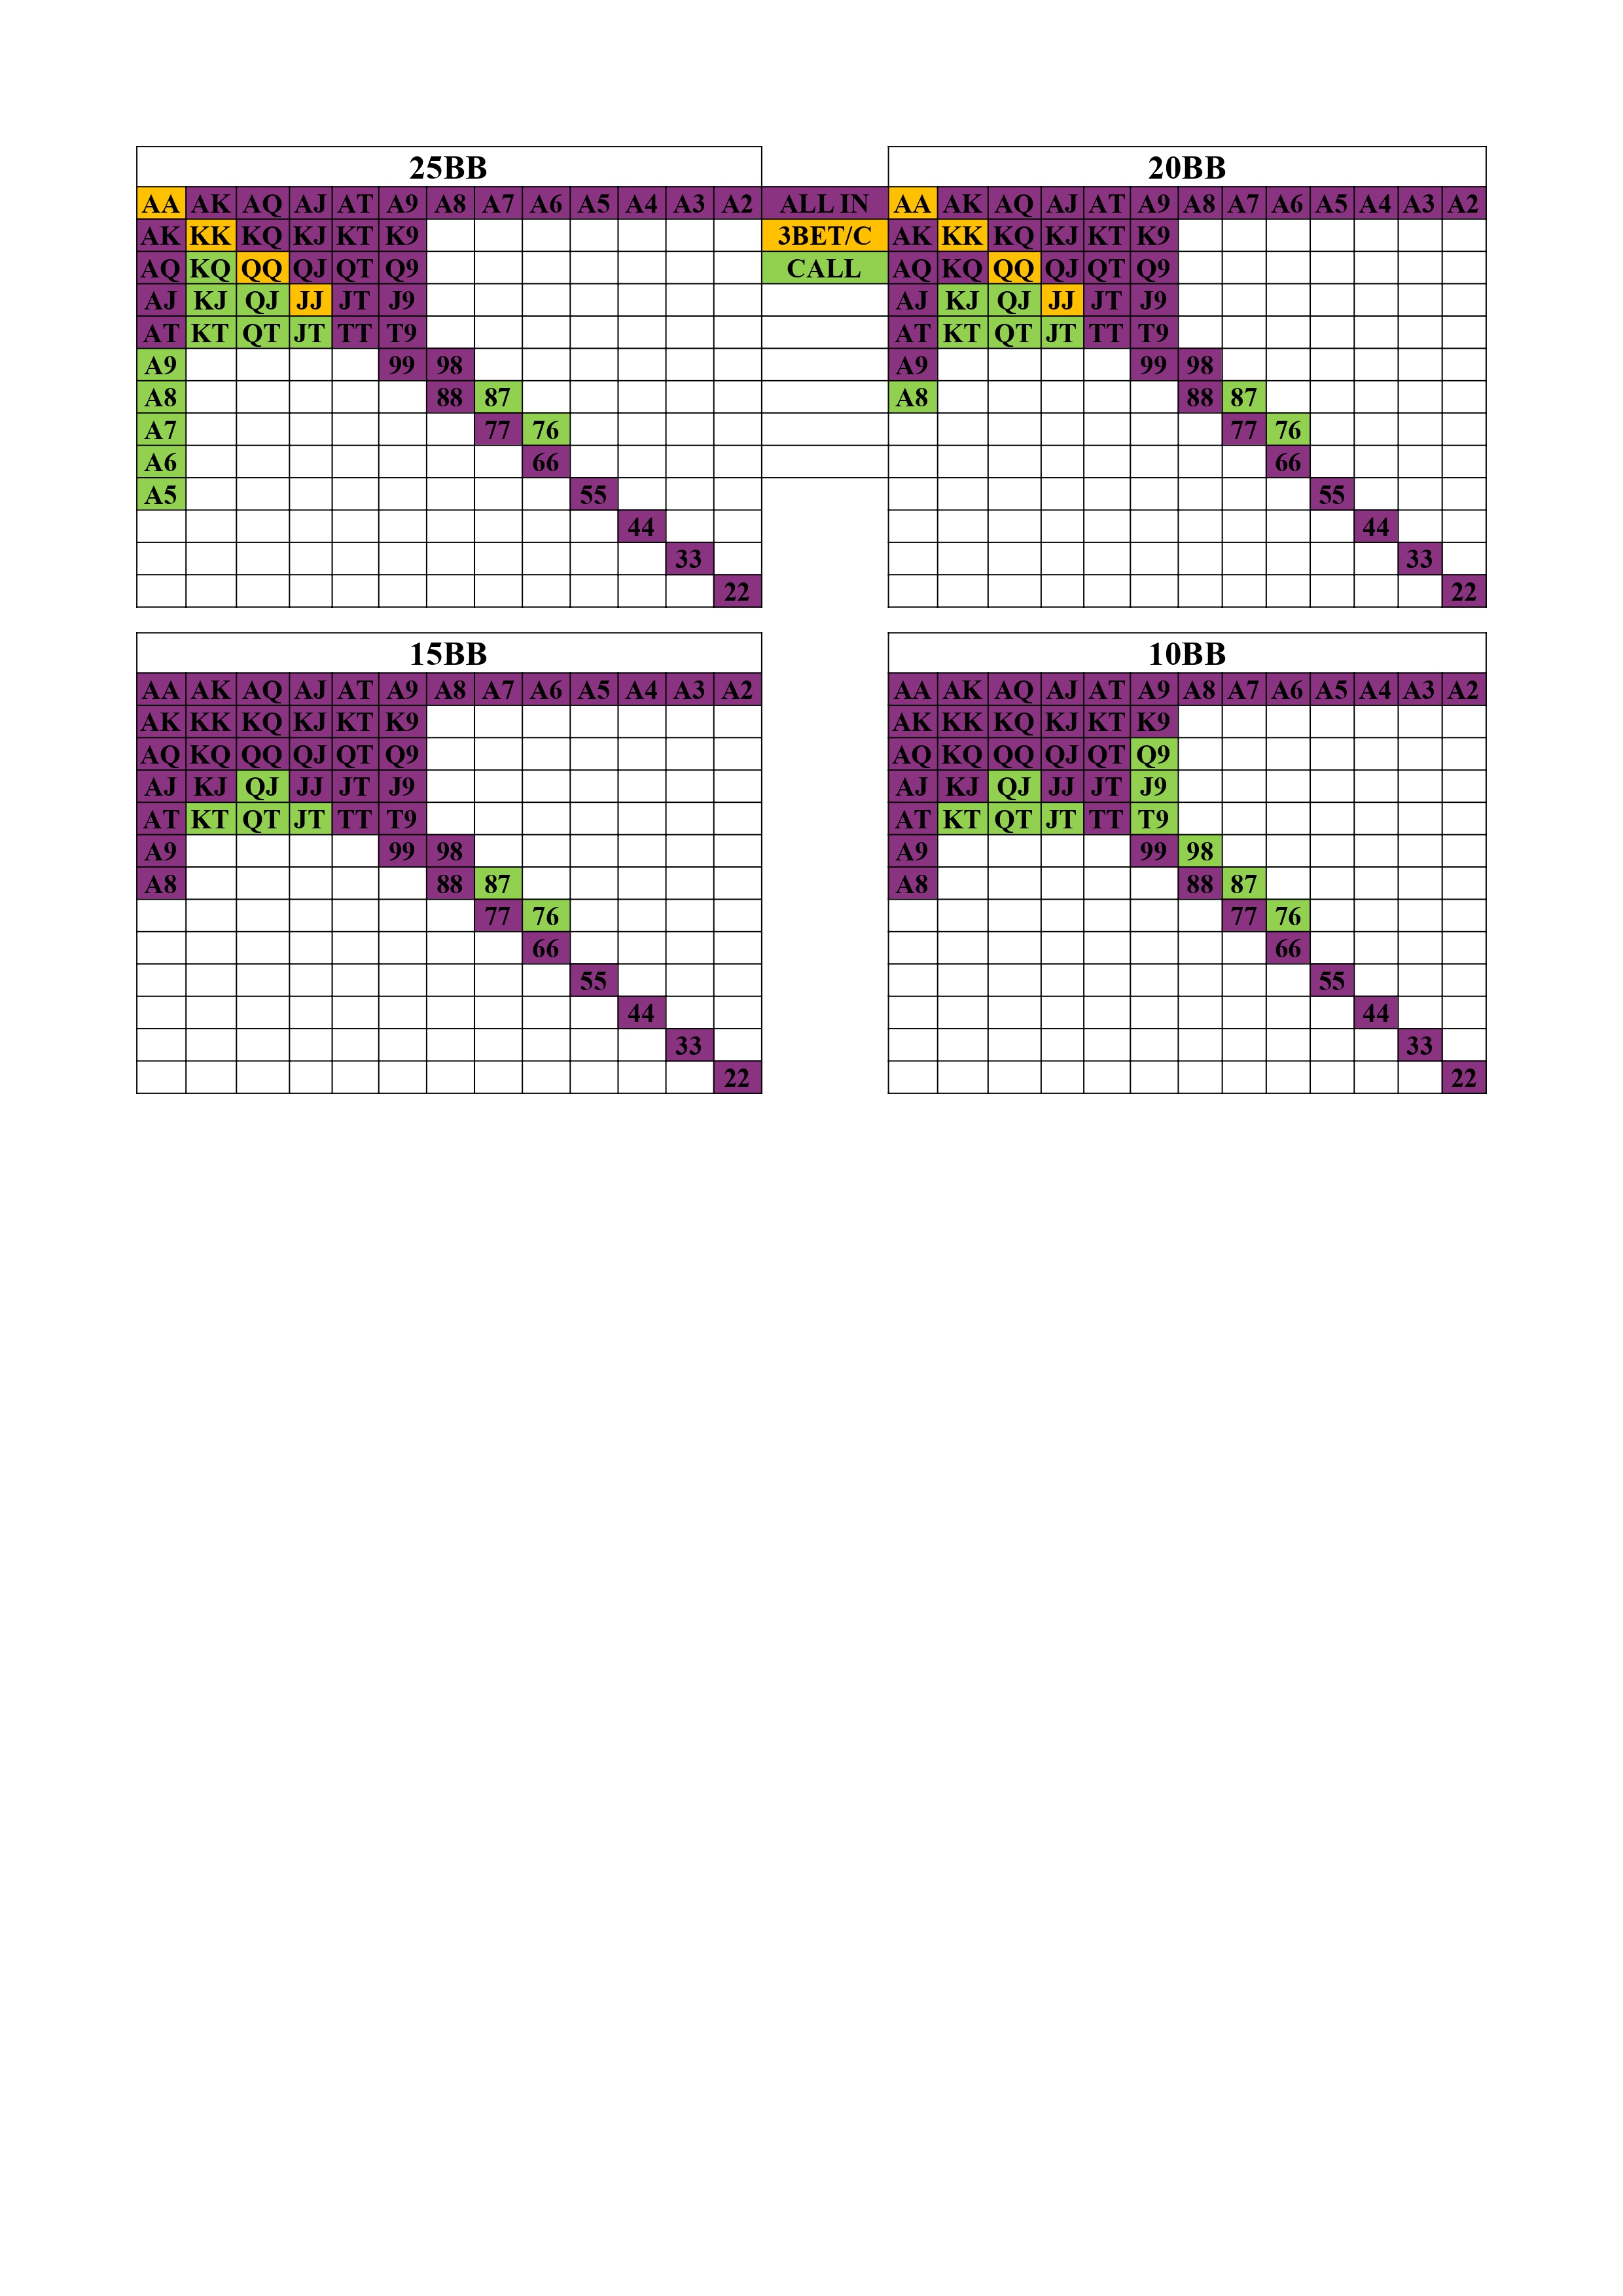 25BB 20BB
AA AK AQ AJ AT A9 A8 A7 A6 A5 A4 A3 A2 ALL IN AA AK AQ AJ AT A9 A8 A7 A6 A5 A4 A3 A2
AK KK KQ KJ KT K9 3BET/C AK KK KQ KJ KT K9
AQ KQ QQ QJ QT Q9 CALL AQ KQ QQ QJ QT Q9
AJ KJ QJ JJ JT J9 AJ KJ QJ JJ JT J9
AT KT QT JT TT T9 AT KT QT JT TT T9
A9 99 98 A9 99 98
A8 88 87 A8 88 87
A7 77 76 77 76
A6 66 66
A5 55 55
44 44
33 33
22 22
15BB 10BB
AA AK AQ AJ AT A9 A8 A7 A6 A5 A4 A3 A2 AA AK AQ AJ AT A9 A8 A7 A6 A5 A4 A3 A2
AK KK KQ KJ KT K9 AK KK KQ KJ KT K9
AQ KQ QQ QJ QT Q9 AQ KQ QQ QJ QT Q9
AJ KJ QJ JJ JT J9 AJ KJ QJ JJ JT J9
AT KT QT JT TT T9 AT KT QT JT TT T9
A9 99 98 A9 99 98
A8 88 87 A8 88 87
77 76 77 76
66 66
55 55
44 44
33 33
22 22